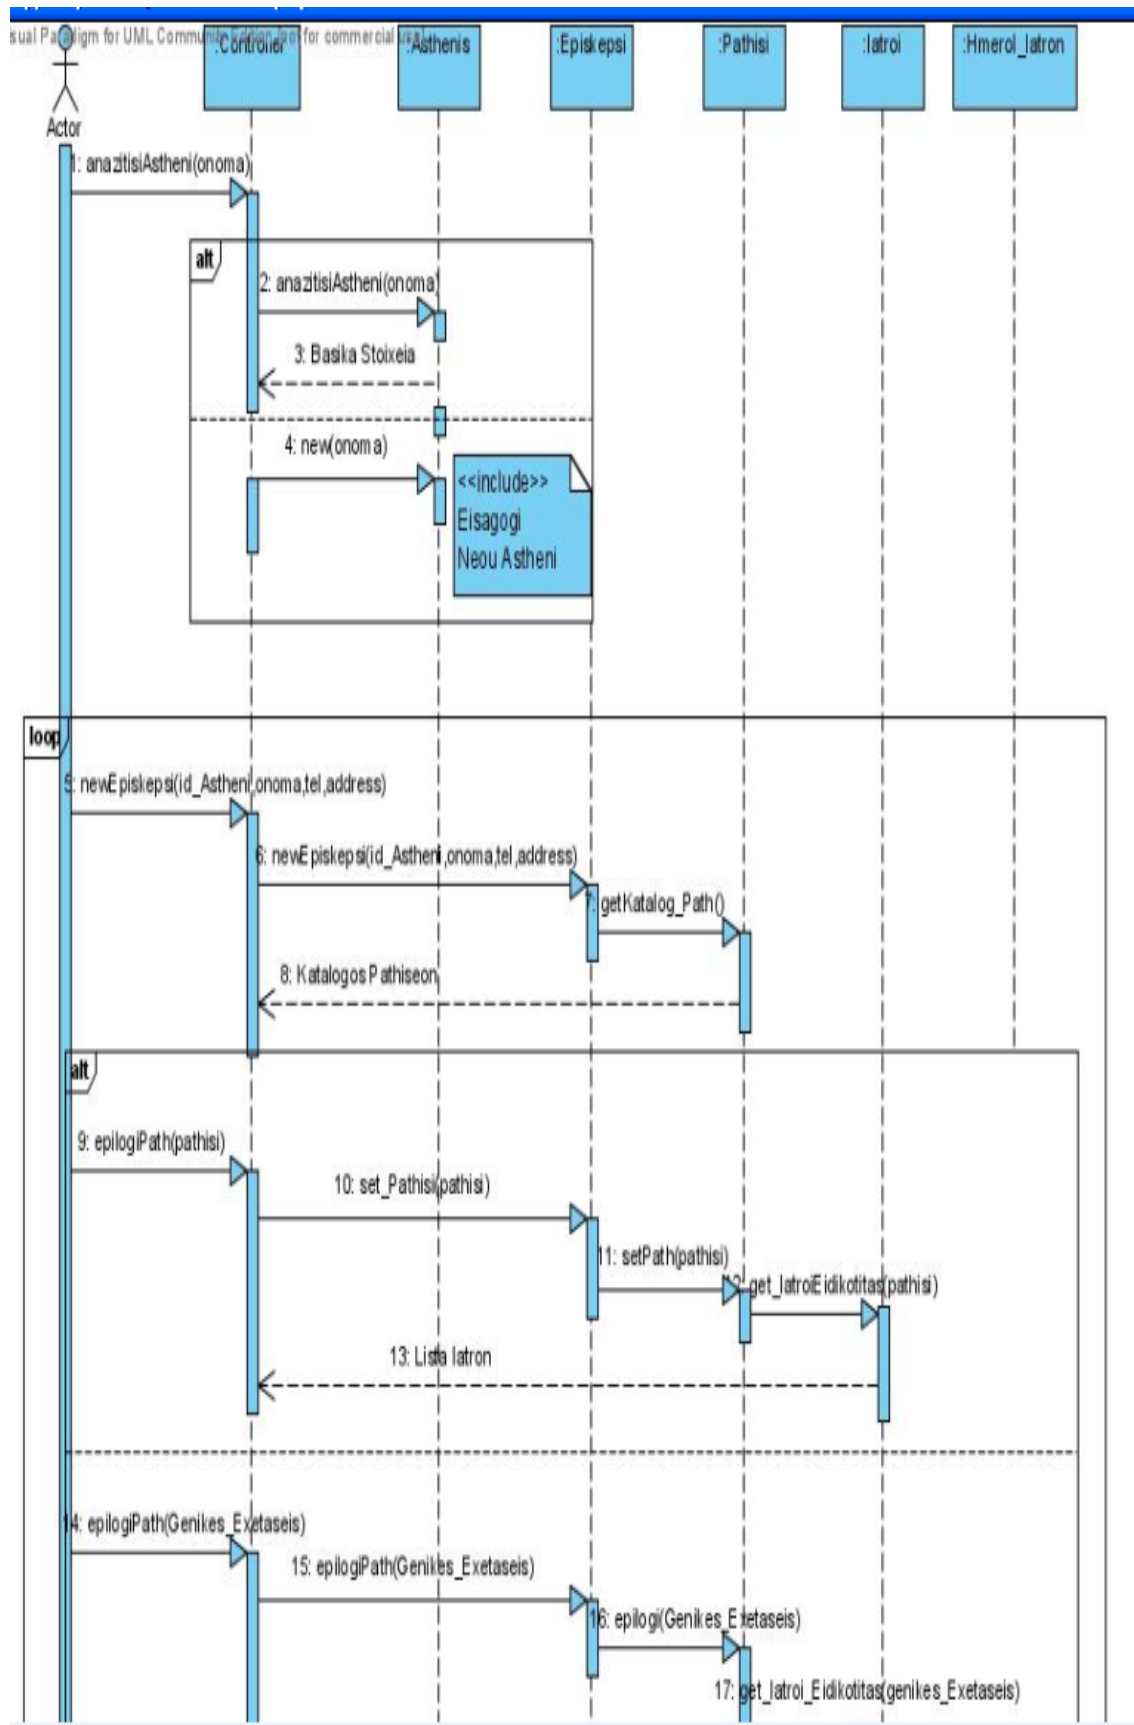 sual Paradigm for UML Community Edition [not for commercial use]
:Controller
:Asthenis
:Episkepsi
:Pathisi
:Iatroi
:Hmerol_Iatron
Actor
1: anazitisiAstheni(onoma)
alt
2: anazitisiAstheni(onoma)
3: Basika Stoixeia
4: new(onoma)
<<include>>
Eisagogi
Neou Astheni
loop
5: newEpiskepsi(id_Astheni,onoma,tel,address)
6: newEpiskepsi(id_Astheni,onoma,tel,address)
7: getKatalog_Path()
8: Katalogos Pathiseon
alt
9: epilogiPath(pathisi)
10: set_Pathisi(pathisi)
11: setPath(pathisi)
12: get_IatroiEidikotitas(pathisi)
13: Lista Iatron
14: epilogiPath(Genikes_Exetaseis)
15: epilogiPath(Genikes_Exetaseis)
16: epilogi(Genikes_Exetaseis)
17: get_Iatroi_Eidikotitas(genikes_Exetaseis)